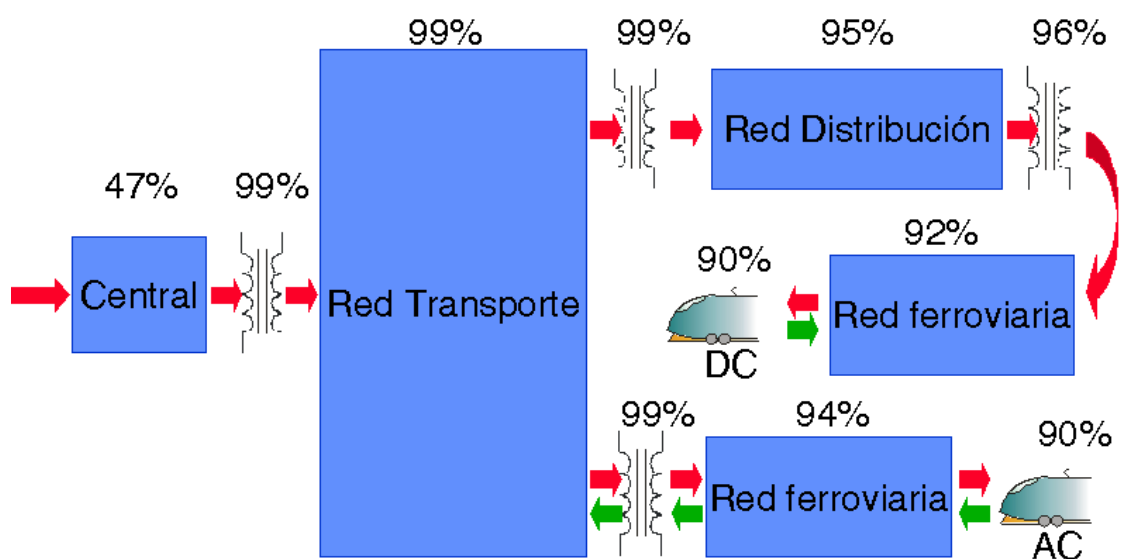 99%
99%
95%
96%
Red Distribución
47%
99%
Central
Red Transporte
92%
90%
Red ferroviaria
DC
99%
94%
90%
Red ferroviaria
AC